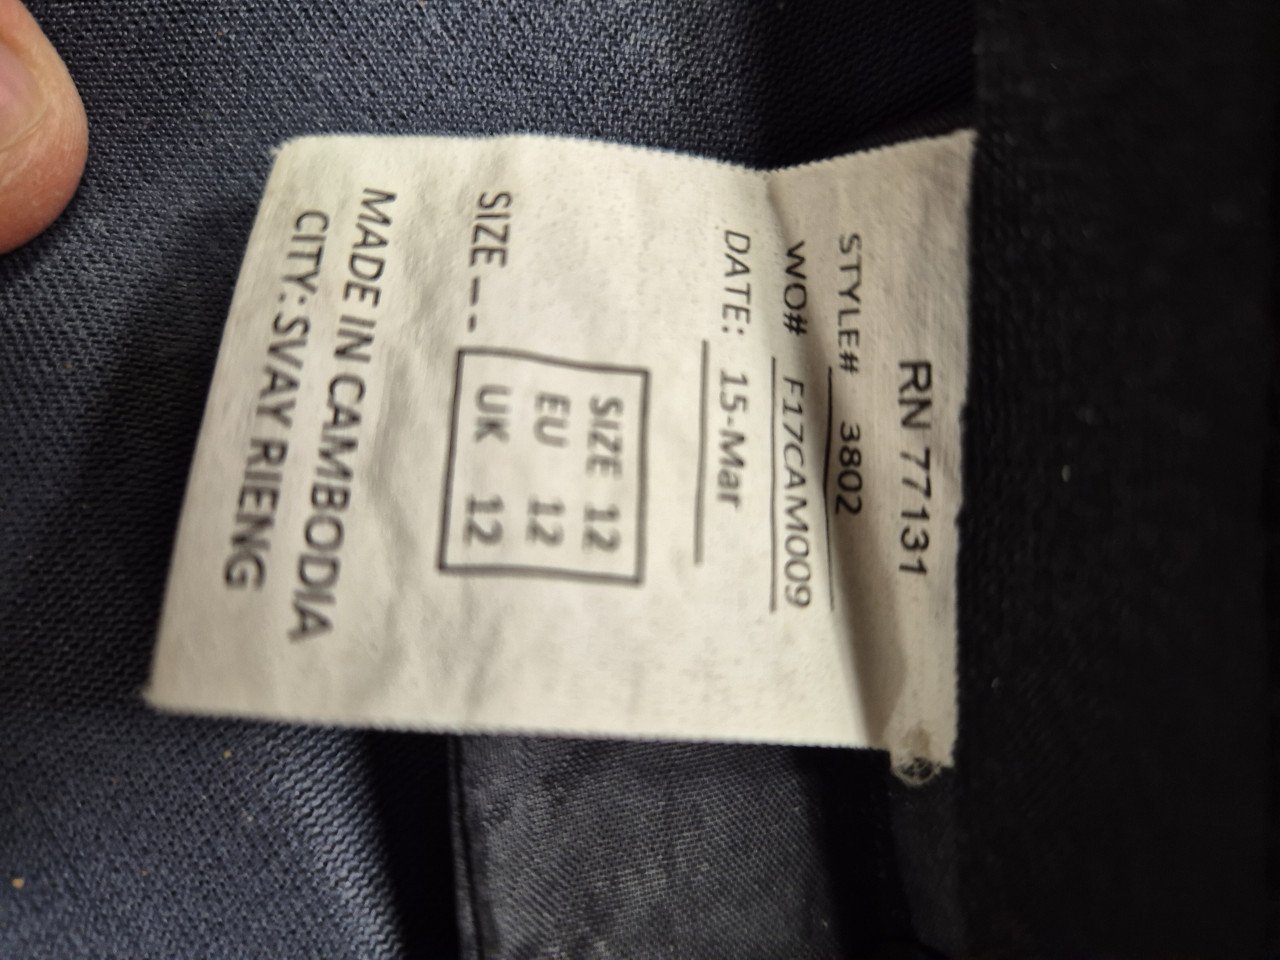 RN 77131
STYLE# 3802
WO# F17CAM009
DATE: 15-Mar
SIZE 12
EU 12
UK 12
SIZE – –
MADE IN CAMBODIA
CITY: SVAY RIENG